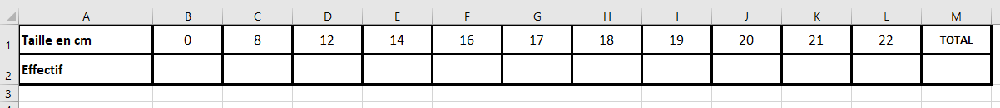 A B C D E F G H I J K L M
1 Taille en cm 0 8 12 14 16 17 18 19 20 21 22 TOTAL
2 Effectif
3